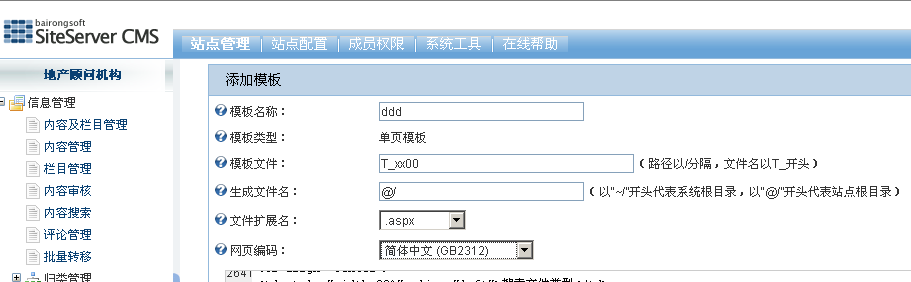 bairongsoft
SiteServer CMS
站点管理 站点配置 成员权限 系统工具 在线帮助
地产顾问机构
信息管理
内容及栏目管理
内容管理
栏目管理
内容审核
内容搜索
评论管理
批量转移
归类管理
添加模板
模板名称： ddd
模板类型： 单页模板
模板文件： T_xx00 （路径以/分隔，文件名以T_开头）
生成文件名： @/ （以"~/"开头代表系统根目录，以"@/"开头代表站点根目录）
文件扩展名： .aspx
网页编码： 简体中文 (GB2312)
2641